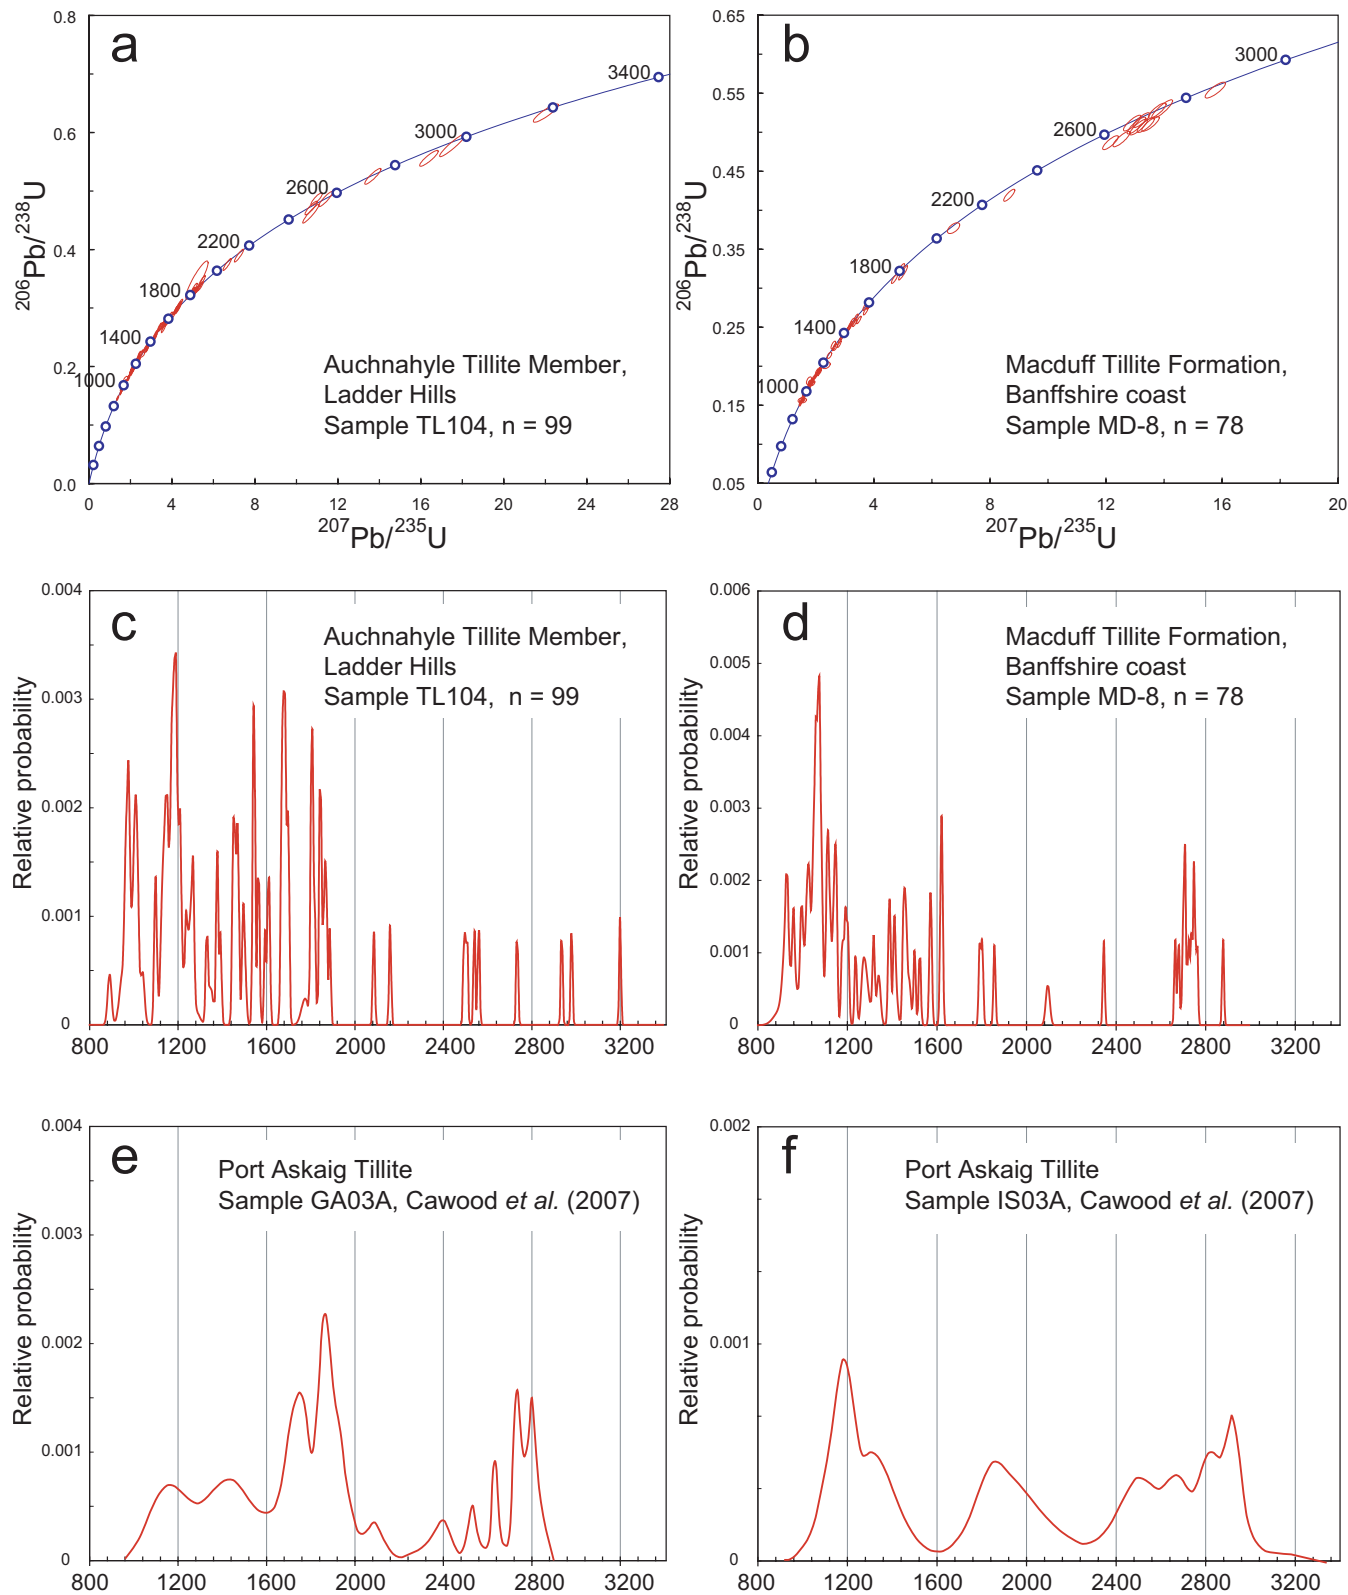 a
0.8
0.6
0.4
0.2
0.0
206Pb/238U
3400
3000
2600
2200
1800
1400
1000
Auchnahyle Tillite Member,
Ladder Hills
Sample TL104, n = 99
0 4 8 12 16 20 24 28
207Pb/235U
b
0.65
0.55
0.45
0.35
0.25
0.15
0.05
206Pb/238U
3000
2600
2200
1800
1400
1000
Macduff Tillite Formation,
Banffshire coast
Sample MD-8, n = 78
0 4 8 12 16 20
207Pb/235U
c
0.004
0.003
0.002
0.001
0
Relative probability
Auchnahyle Tillite Member,
Ladder Hills
Sample TL104, n = 99
800 1200 1600 2000 2400 2800 3200
d
0.006
0.005
0.004
0.003
0.002
0.001
0
Relative probability
Macduff Tillite Formation,
Banffshire coast
Sample MD-8, n = 78
800 1200 1600 2000 2400 2800 3200
e
0.004
0.003
0.002
0.001
0
Relative probability
Port Askaig Tillite
Sample GA03A, Cawood et al. (2007)
800 1200 1600 2000 2400 2800 3200
f
0.002
0.001
0
Relative probability
Port Askaig Tillite
Sample IS03A, Cawood et al. (2007)
800 1200 1600 2000 2400 2800 3200